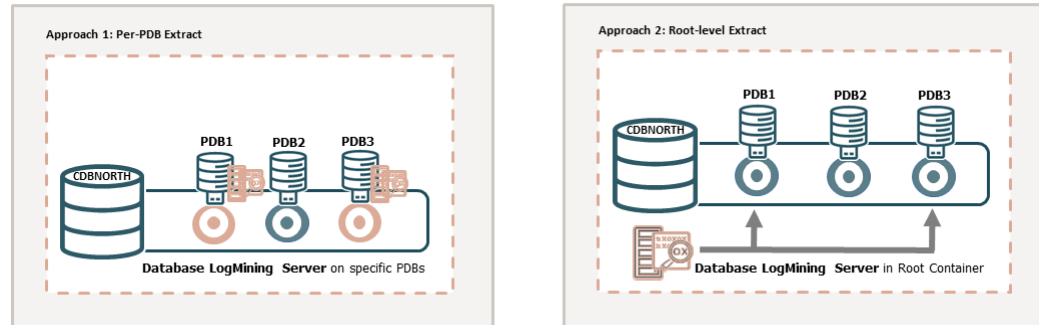 Approach 1: Per-PDB Extract
PDB1
PDB2
PDB3
CDBNORTH
Database LogMining Server on specific PDBs
Approach 2: Root-level Extract
PDB1
PDB2
PDB3
CDBNORTH
OX
Database LogMining Server in Root Container